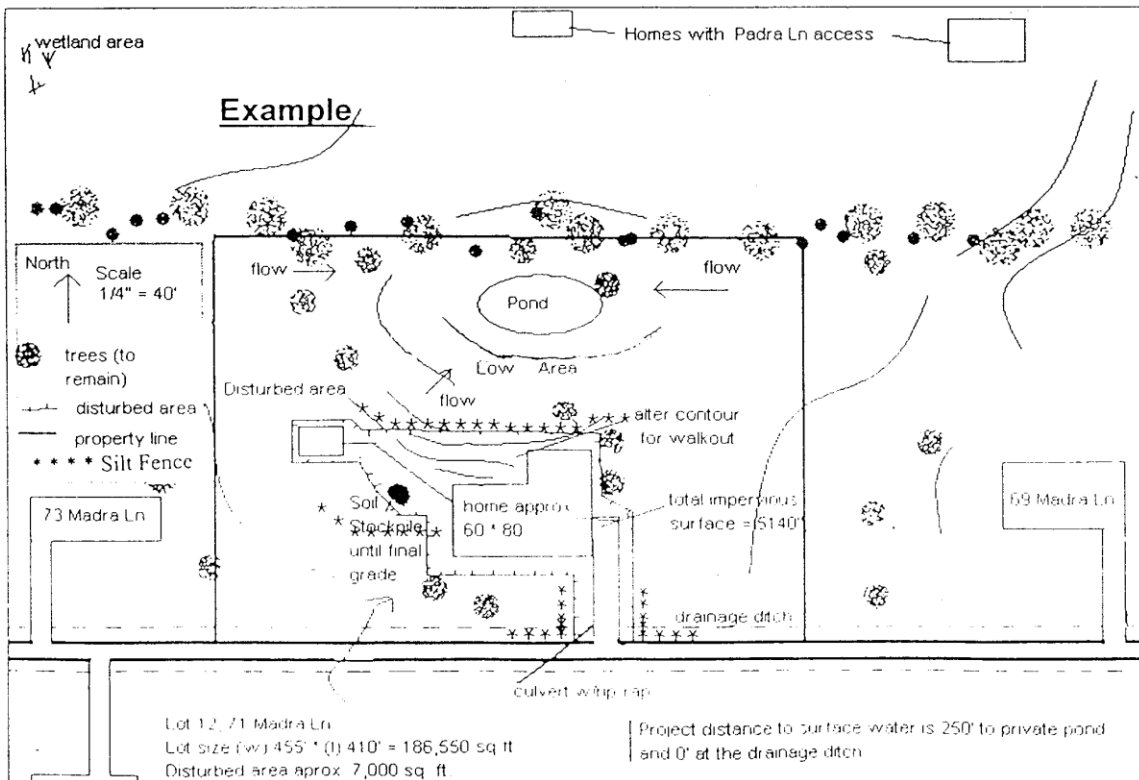 wetland area
Homes with Padra Ln access
Example
North
Scale
1/4" = 40'
flow
flow
Pond
trees (to
remain)
Low Area
Disturbed area
flow
disturbed area
alter contour
for walkout
property line
* * * * Silt Fence
73 Madra Ln
Soil
Stockpile
until final
grade
home approx
60 * 80
total impervious
surface = 5140'
69 Madra Ln
drainage ditch
culvert w/rip rap
Lot 12, 71 Madra Ln
Lot size (w) 455' * (l) 410' = 186,550 sq ft
Disturbed area aprox 7,000 sq ft.
Project distance to surface water is 250' to private pond
and 0' at the drainage ditch